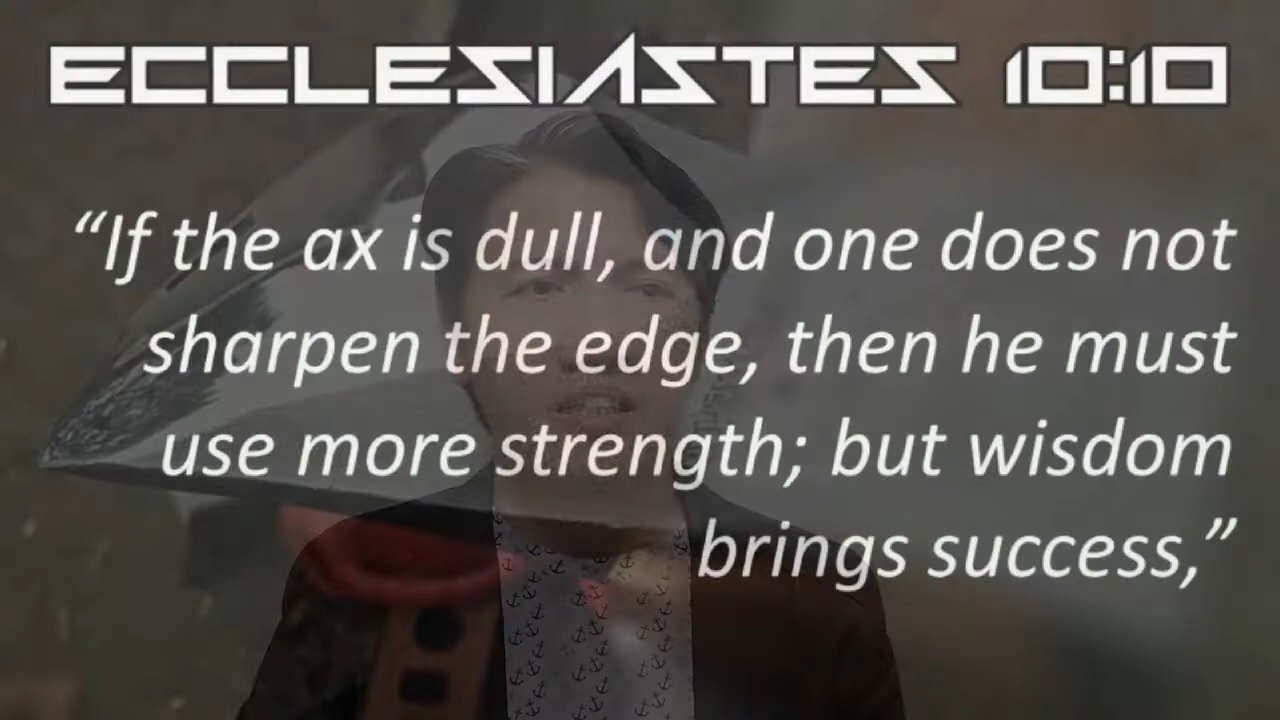 ECCLESIASTES 10:10
“If the ax is dull, and one does not
sharpen the edge, then he must
use more strength; but wisdom
brings success,”